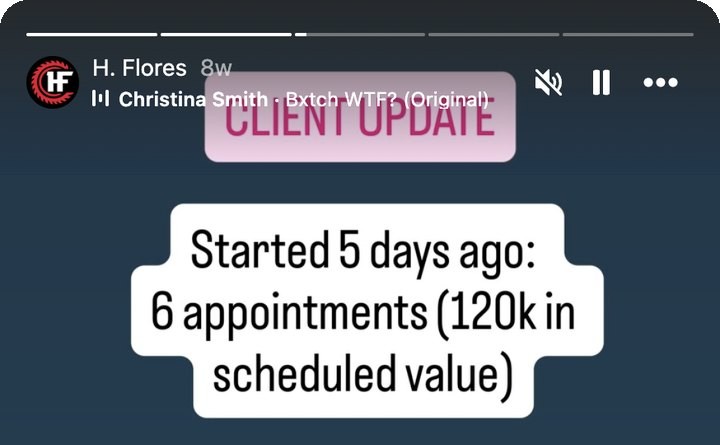 HF
H. Flores 8w
Christina Smith · Bxtch WTF? (Original)
CLIENT UPDATE
Started 5 days ago:
6 appointments (120k in
scheduled value)